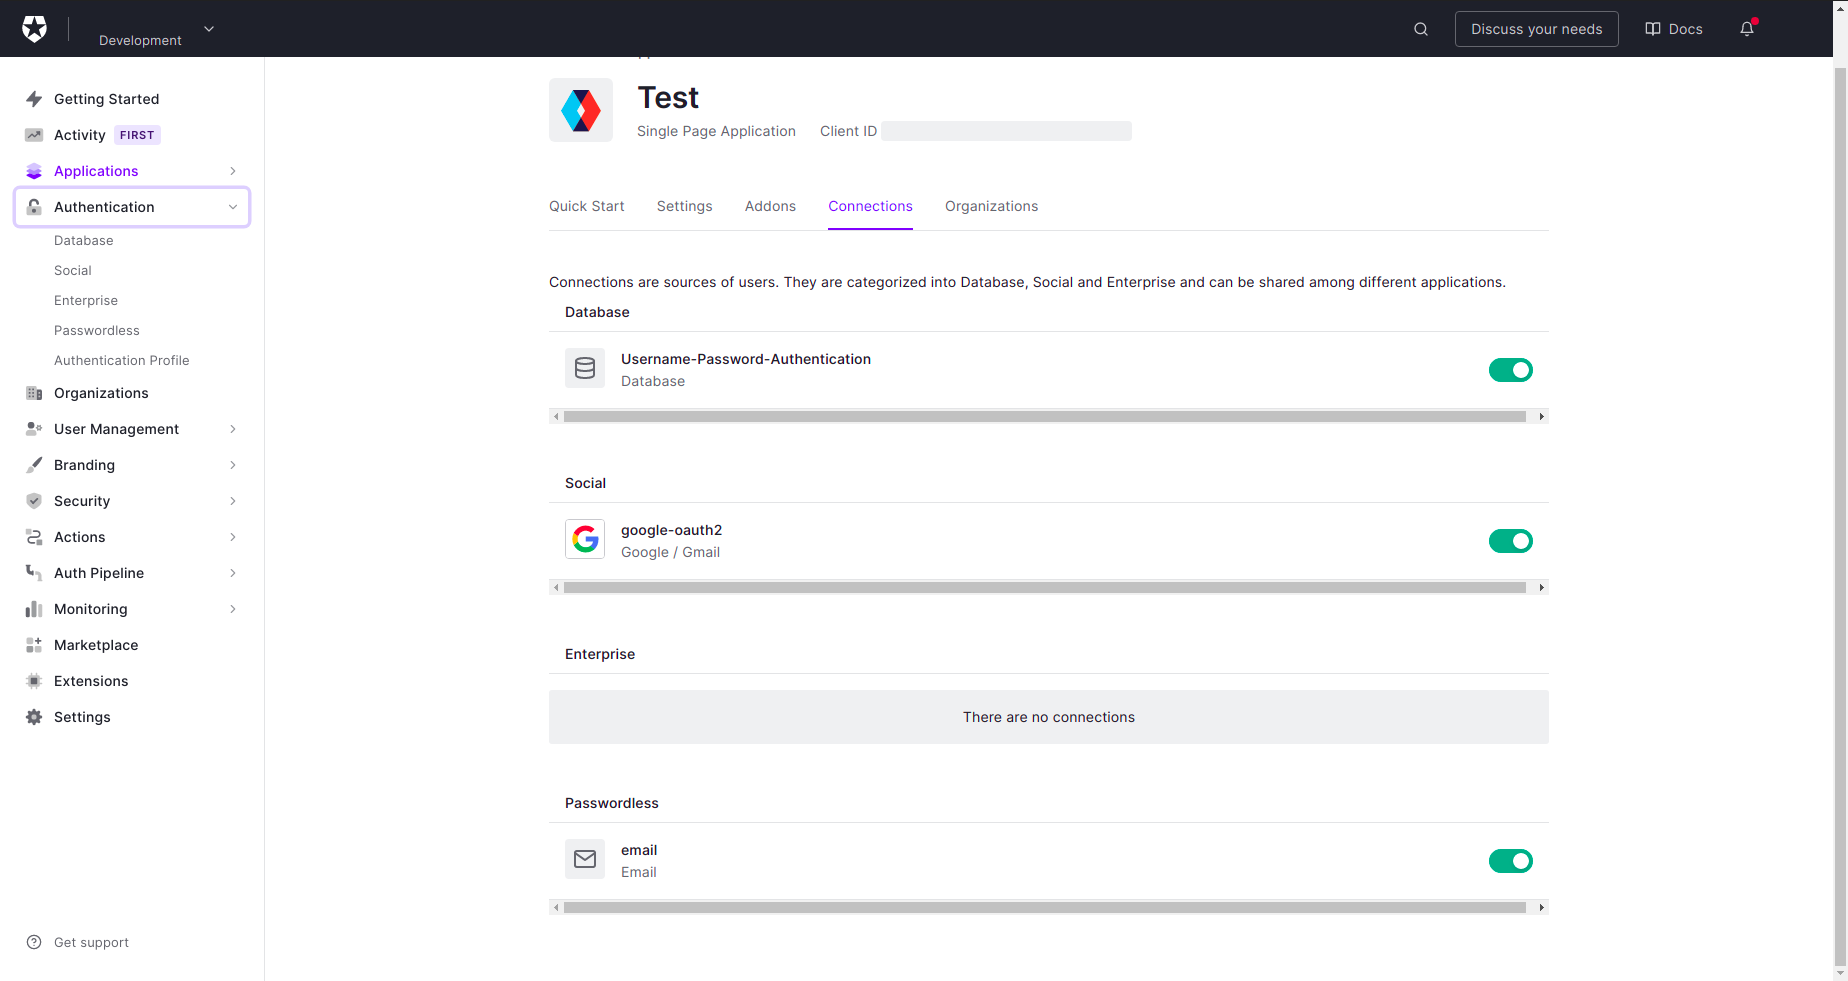 Development
Discuss your needs
Docs
Getting Started
Activity FIRST
Applications
Authentication
Database
Social
Enterprise
Passwordless
Authentication Profile
Organizations
User Management
Branding
Security
Actions
Auth Pipeline
Monitoring
Marketplace
Extensions
Settings
Get support
Test
Single Page Application Client ID
Quick Start Settings Addons Connections Organizations
Connections are sources of users. They are categorized into Database, Social and Enterprise and can be shared among different applications.
Database
Username-Password-Authentication
Database
Social
google-oauth2
Google / Gmail
Enterprise
There are no connections
Passwordless
email
Email